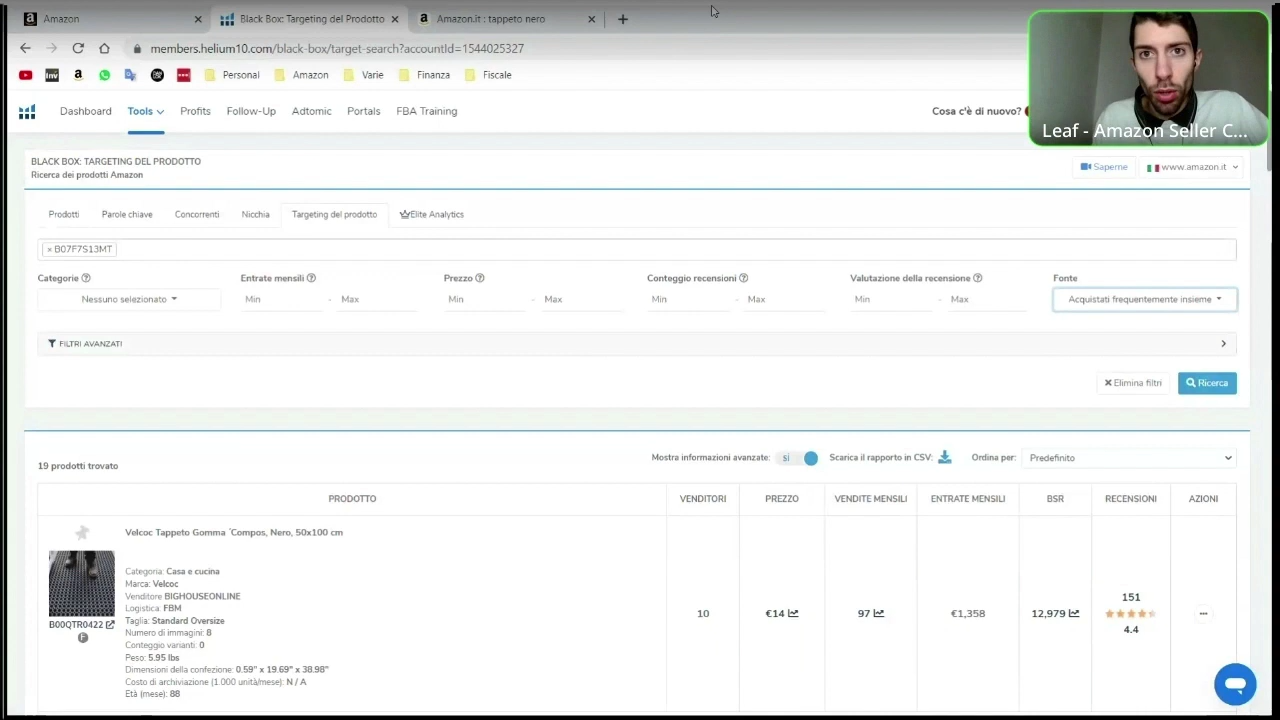 Amazon
Black Box: Targeting del Prodotto
Amazon.it : tappeto nero
members.helium10.com/black-box/target-search?accountId=1544025327
Personal
Amazon
Varie
Finanza
Fiscale
Dashboard
Tools
Profits
Follow-Up
Adtomic
Portals
FBA Training
Cosa c'è di nuovo?
Leaf - Amazon Seller C...
BLACK BOX: TARGETING DEL PRODOTTO
Ricerca dei prodotti Amazon
Saperne
www.amazon.it
Prodotti
Parole chiave
Concorrenti
Nicchia
Targeting del prodotto
Elite Analytics
× B07F7S13MT
Categorie
Entrate mensili
Prezzo
Conteggio recensioni
Valutazione della recensione
Fonte
Nessuno selezionato
Min - Max
Min - Max
Min - Max
Min - Max
Acquistati frequentemente insieme
FILTRI AVANZATI
Elimina filtri
Ricerca
19 prodotti trovato
Mostra informazioni avanzate:
sì
Scarica il rapporto in CSV:
Ordina per:
Predefinito
PRODOTTO
VENDITORI
PREZZO
VENDITE MENSILI
ENTRATE MENSILI
BSR
RECENSIONI
AZIONI
Velcoc Tappeto Gomma ¨Compos, Nero, 50x100 cm
Categoria: Casa e cucina
Marca: Velcoc
Venditore BIGHOUSEONLINE
Logistica: FBM
Taglia: Standard Oversize
Numero di immagini: 8
Conteggio varianti: 0
Peso: 5.95 lbs
Dimensioni della confezione: 0.59" x 19.69" x 38.98"
Costo di archiviazione (1.000 unità/mese): N / A
Età (mese): 88
B00QTR0422
10
€14
97
€1,358
12,979
151
4.4